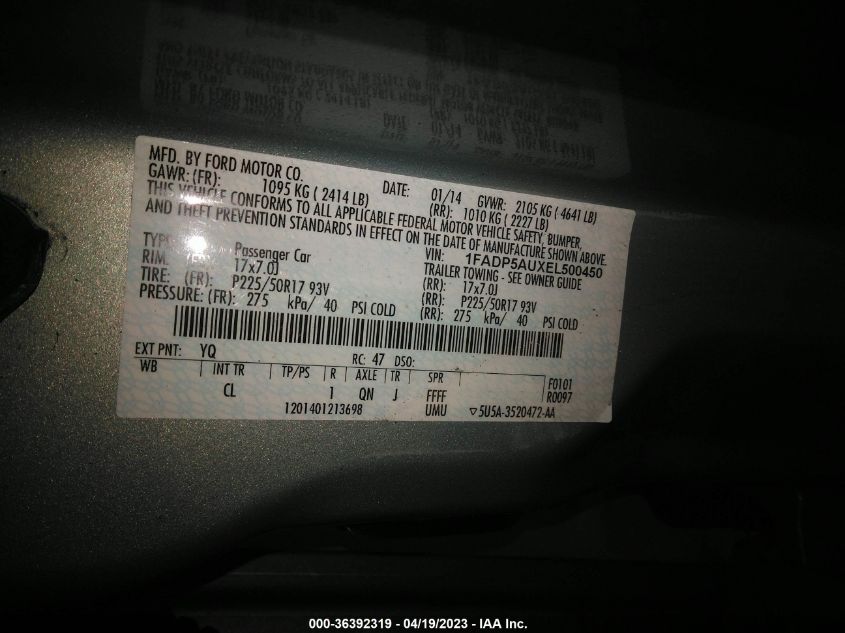 MFD. BY FORD MOTOR CO.
DATE: 01/14 GVWR: 2105 KG ( 4641 LB)
GAWR: (FR): 1095 KG ( 2414 LB) (RR): 1010 KG ( 2227 LB)
THIS VEHICLE CONFORMS TO ALL APPLICABLE FEDERAL MOTOR VEHICLE SAFETY, BUMPER,
AND THEFT PREVENTION STANDARDS IN EFFECT ON THE DATE OF MANUFACTURE SHOWN ABOVE.
VIN: 1FADP5AUXEL500450
TYPE: Passenger Car TRAILER TOWING - SEE OWNER GUIDE
RIM: 17x7.0J (RR): 17x7.0J
TIRE: (FR): P225/50R17 93V (RR): P225/50R17 93V
PRESSURE: (FR): 275 kPa/ 40 PSI COLD (RR): 275 kPa/ 40 PSI COLD
EXT PNT: YQ RC: 47 DSO:
WB INT TR TP/PS R AXLE TR SPR F0101
CL 1 QN J FFFF R0097
1201401213698 UMU ▽5U5A-3520472-AA
000-36392319 - 04/19/2023 - IAA Inc.